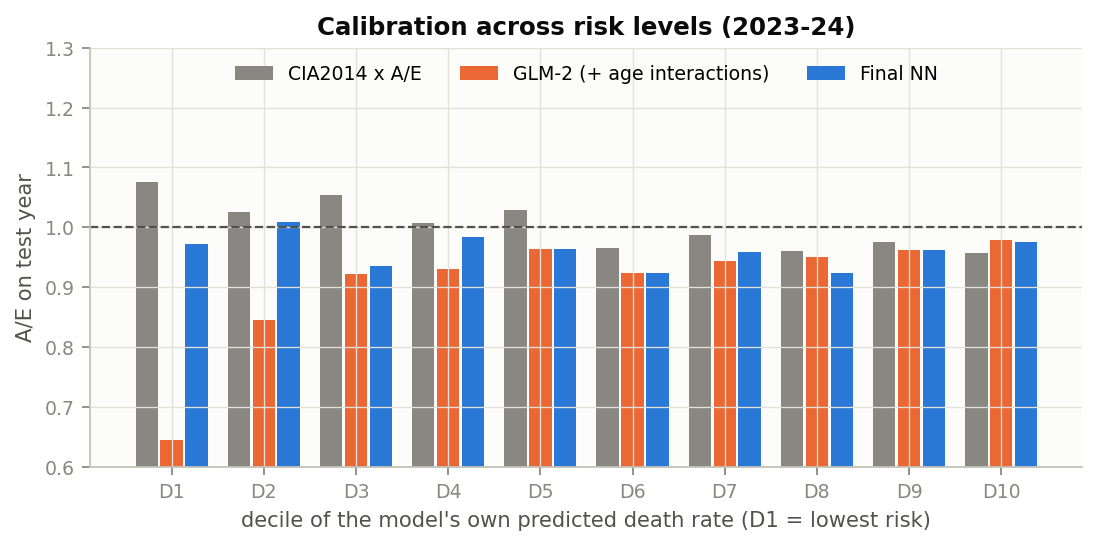 Calibration across risk levels (2023-24)
CIA2014 x A/E GLM-2 (+ age interactions) Final NN
A/E on test year
1.3
1.2
1.1
1.0
0.9
0.8
0.7
0.6
D1 D2 D3 D4 D5 D6 D7 D8 D9 D10
decile of the model's own predicted death rate (D1 = lowest risk)